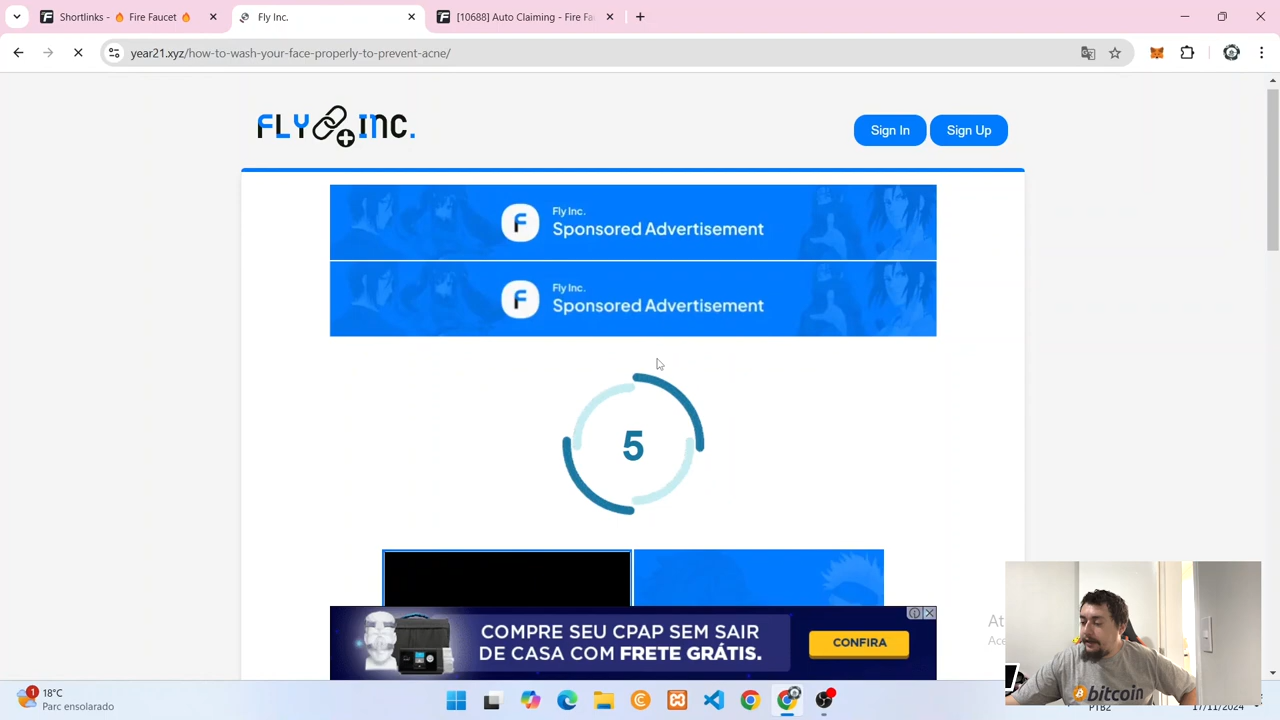 Shortlinks - 🔥 Fire Faucet 🔥
Fly Inc.
[10688] Auto Claiming - Fire Fa
year21.xyz/how-to-wash-your-face-properly-to-prevent-acne/
FLY INC.
Sign In
Sign Up
Fly Inc.
Sponsored Advertisement
Fly Inc.
Sponsored Advertisement
5
COMPRE SEU CPAP SEM SAIR
DE CASA COM FRETE GRÁTIS.
CONFIRA
bitcoin
1
18°C
Parc ensolarado
PTB2
17/11/2024